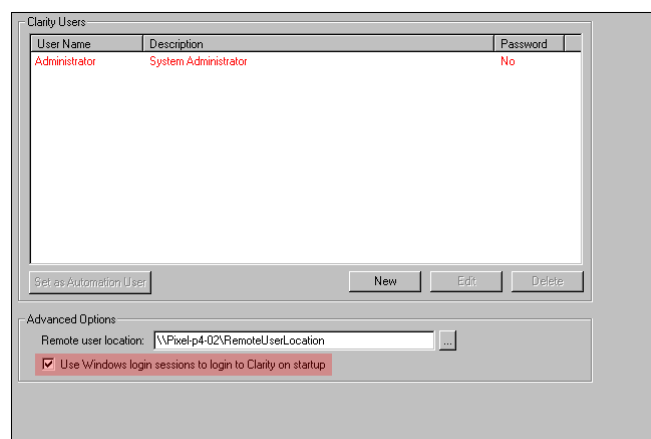 Clarity Users
User Name Description Password
Administrator System Administrator No
Set as Automation User New Edit Delete
Advanced Options
Remote user location: \\Pixel-p4-02\RemoteUserLocation ...
Use Windows login sessions to login to Clarity on startup